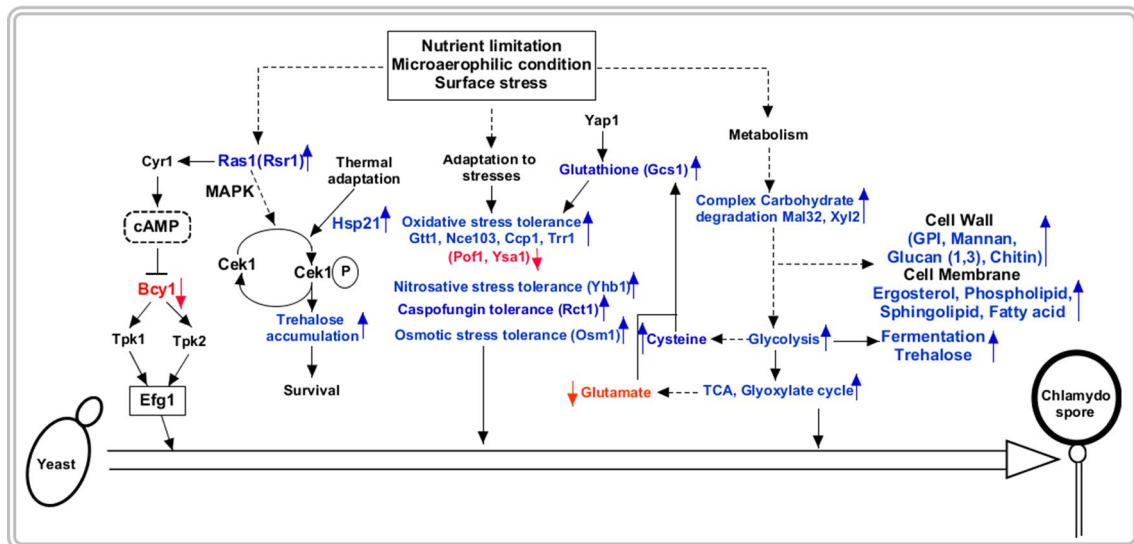 Nutrient limitation
Microaerophilic condition
Surface stress
Cyr1
Ras1(Rsr1)
MAPK
Thermal
adaptation
Hsp21
cAMP
Bcy1
Tpk1
Tpk2
Efg1
Cek1
Cek1
P
Trehalose
accumulation
Survival
Adaptation to
stresses
Yap1
Glutathione (Gcs1)
Oxidative stress tolerance
Gtt1, Nce103, Ccp1, Trr1
(Pof1, Ysa1)
Nitrosative stress tolerance (Yhb1)
Caspofungin tolerance (Rct1)
Osmotic stress tolerance (Osm1)
Metabolism
Complex Carbohydrate
degradation Mal32, Xyl2
Cell Wall
(GPI, Mannan,
Glucan (1,3), Chitin)
Cell Membrane
Ergosterol, Phospholipid,
Sphingolipid, Fatty acid
Cysteine
Glycolysis
Fermentation
Trehalose
Glutamate
TCA, Glyoxylate cycle
Yeast
Chlamydo
spore